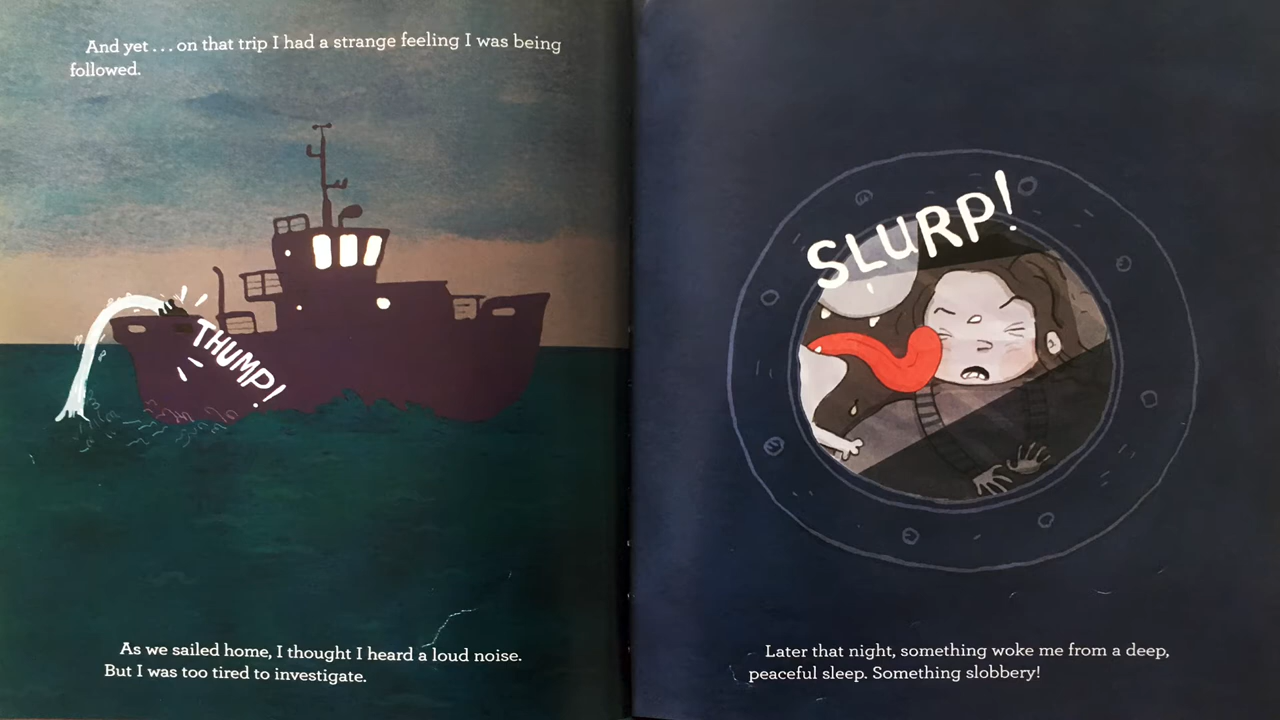 And yet . . . on that trip I had a strange feeling I was being
followed.
THUMP!
As we sailed home, I thought I heard a loud noise.
But I was too tired to investigate.
SLURP!
Later that night, something woke me from a deep,
peaceful sleep. Something slobbery!